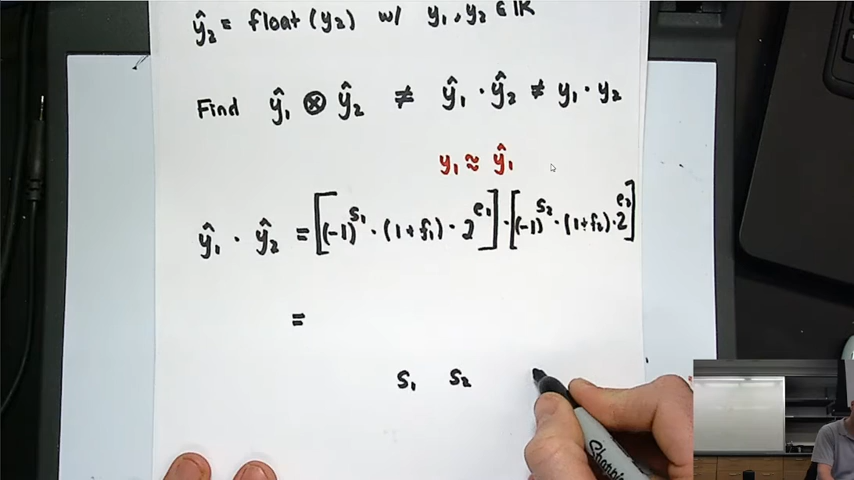 ŷ₂ = float(y₂) w/ y₁, y₂ ∈ ℝ
Find ŷ₁ ⊗ ŷ₂ ≠ ŷ₁ · ŷ₂ ≠ y₁ · y₂
y₁ ≈ ŷ₁
ŷ₁ · ŷ₂ = [(-1)^s₁ · (1+f₁) · 2^e₁] · [(-1)^s₂ · (1+f₂) · 2^e₂]
=
s₁ s₂
Sharpie